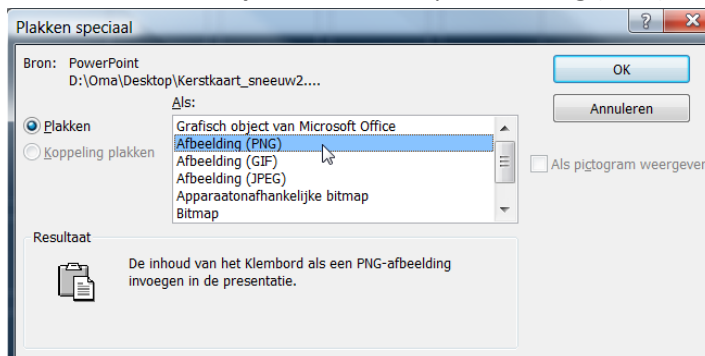 Plakken speciaal
Bron: PowerPoint
D:\Oma\Desktop\Kerstkaart_sneeuw2....
Als:
Plakken
Koppeling plakken
Grafisch object van Microsoft Office
Afbeelding (PNG)
Afbeelding (GIF)
Afbeelding (JPEG)
Apparaatonafhankelijke bitmap
Bitmap
OK
Annuleren
Als pictogram weergever
Resultaat
De inhoud van het Klembord als een PNG-afbeelding
invoegen in de presentatie.